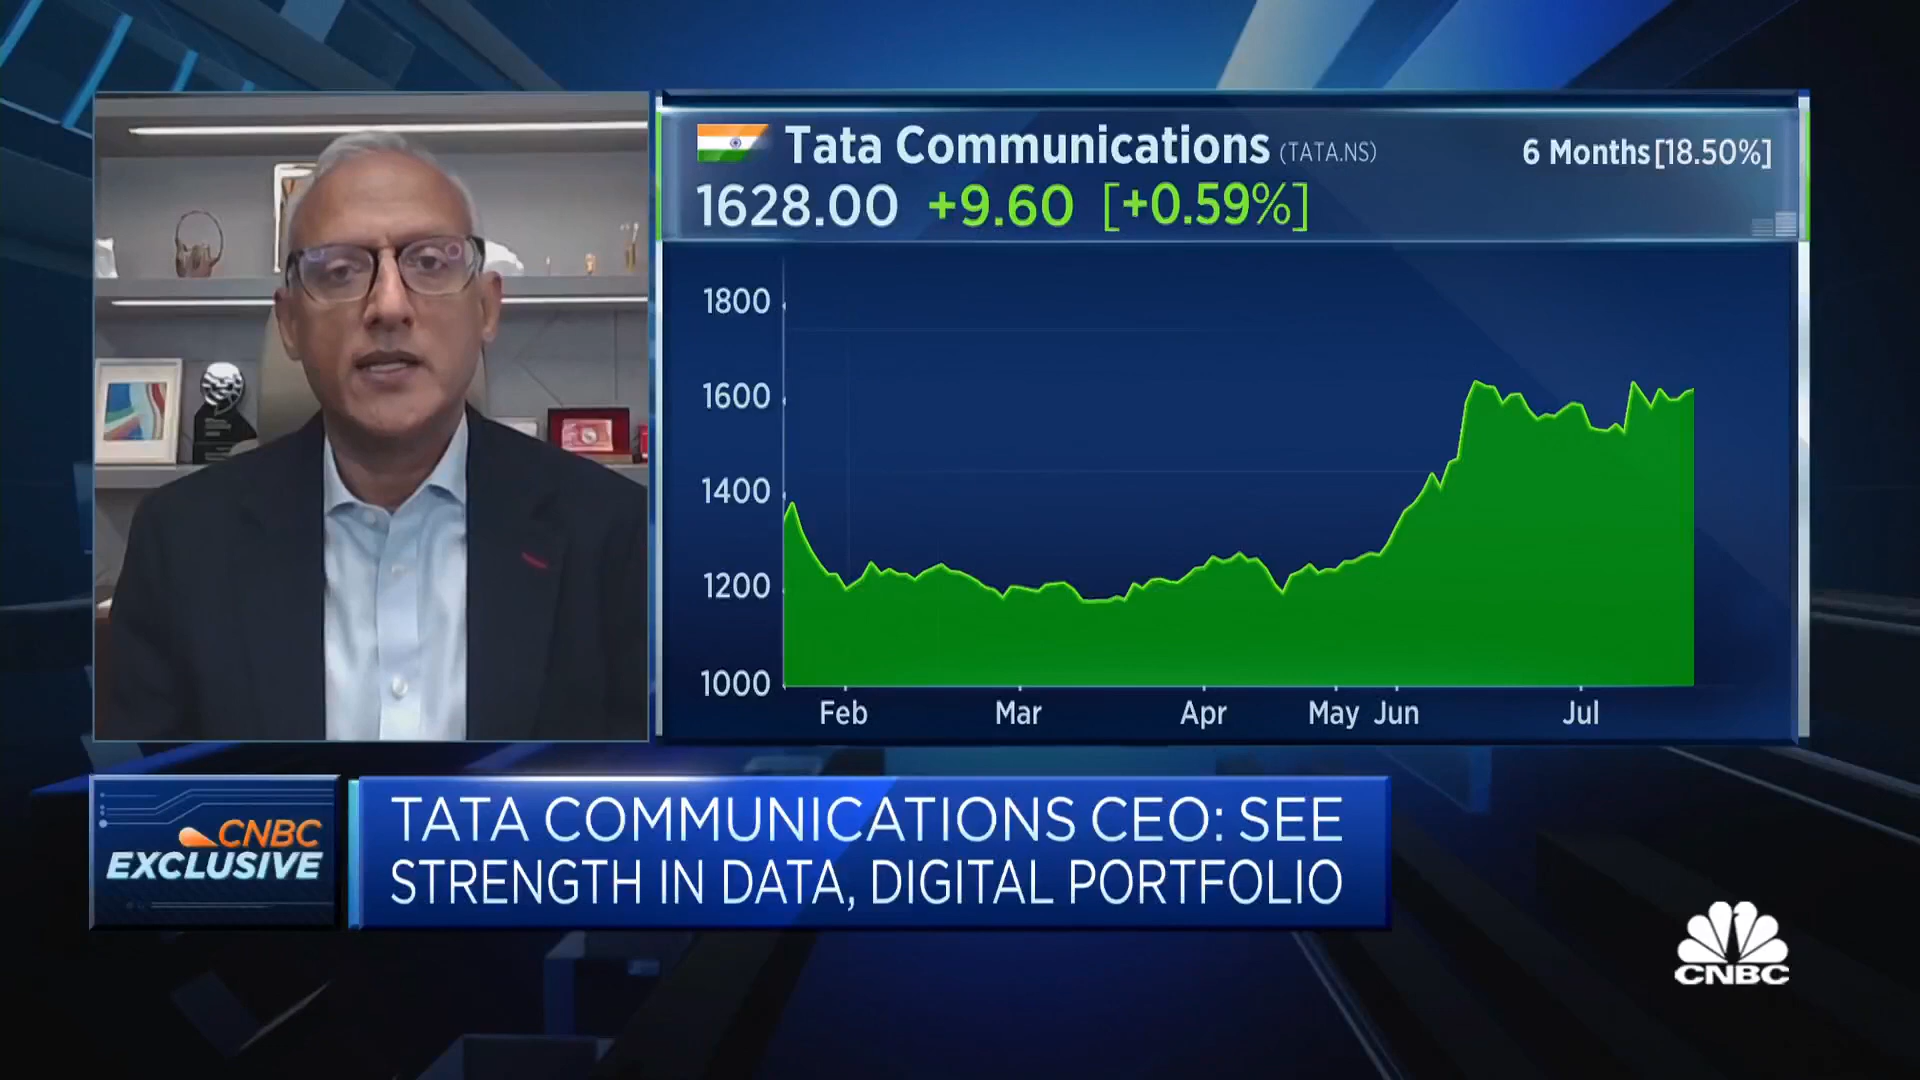 Tata Communications (TATA.NS)
6 Months [18.50%]
1628.00 +9.60 [+0.59%]
1800
1600
1400
1200
1000
Feb Mar Apr May Jun Jul
CNBC
EXCLUSIVE
TATA COMMUNICATIONS CEO: SEE
STRENGTH IN DATA, DIGITAL PORTFOLIO
CNBC